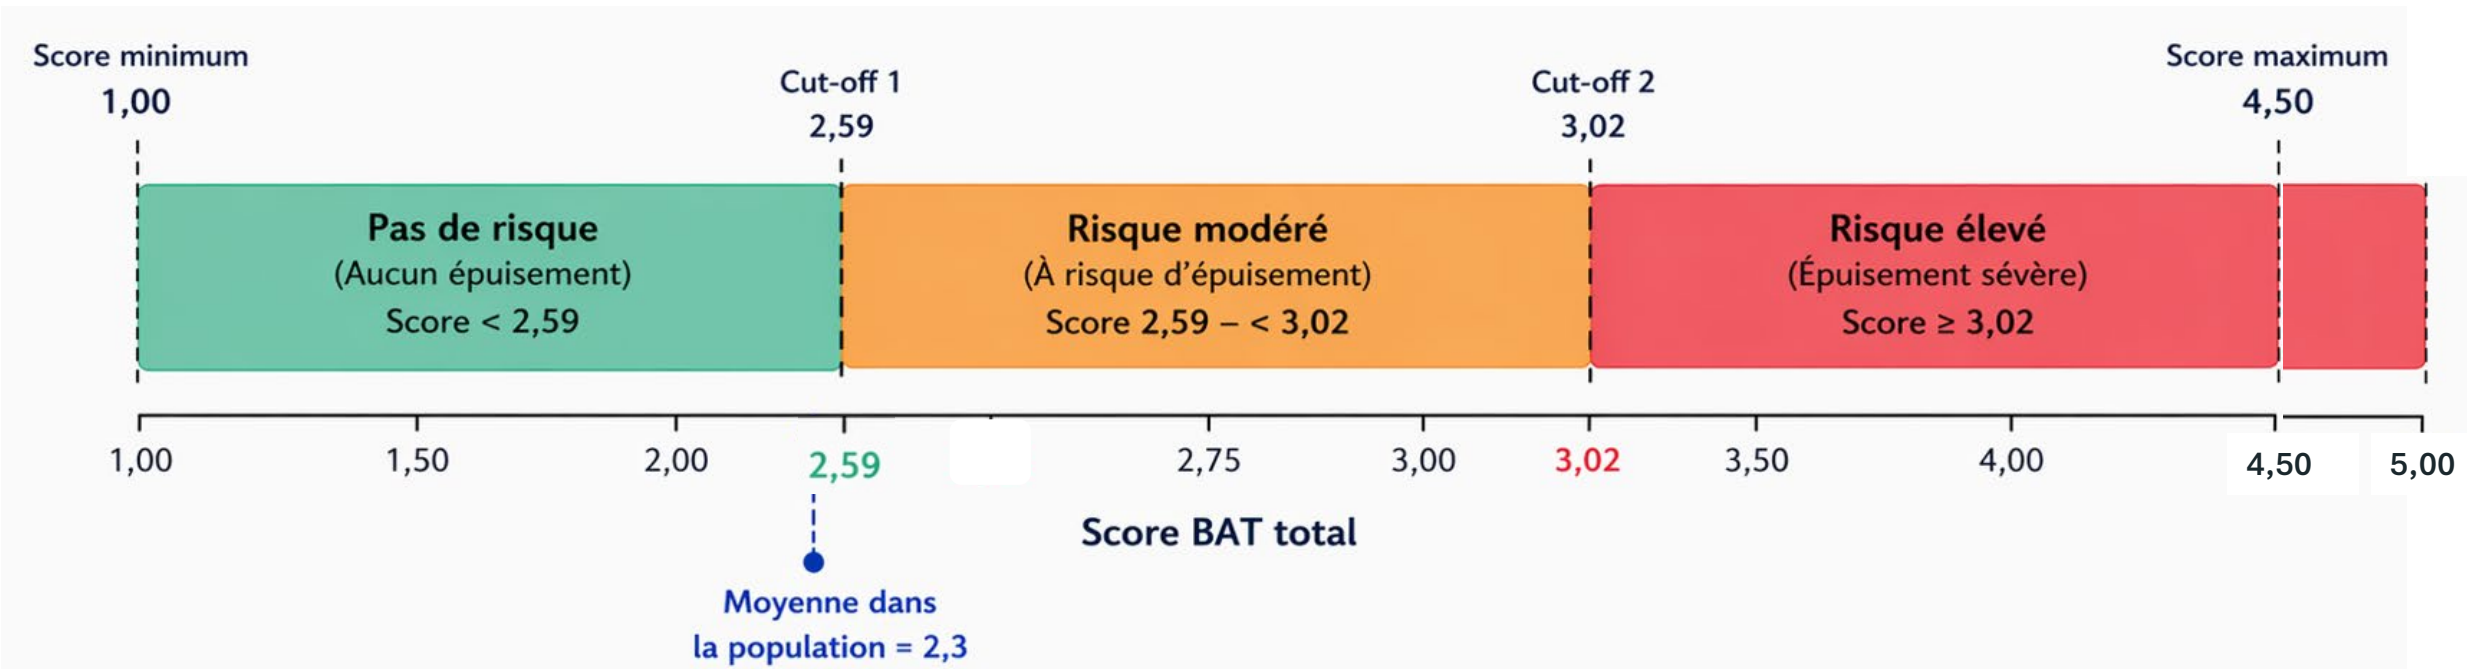 Score minimum
1,00
Cut-off 1
2,59
Cut-off 2
3,02
Score maximum
4,50
Pas de risque
(Aucun épuisement)
Score < 2,59
Risque modéré
(À risque d’épuisement)
Score 2,59 – < 3,02
Risque élevé
(Épuisement sévère)
Score ≥ 3,02
1,00
1,50
2,00
2,59
2,75
3,00
3,02
3,50
4,00
4,50
5,00
Score BAT total
Moyenne dans
la population = 2,3